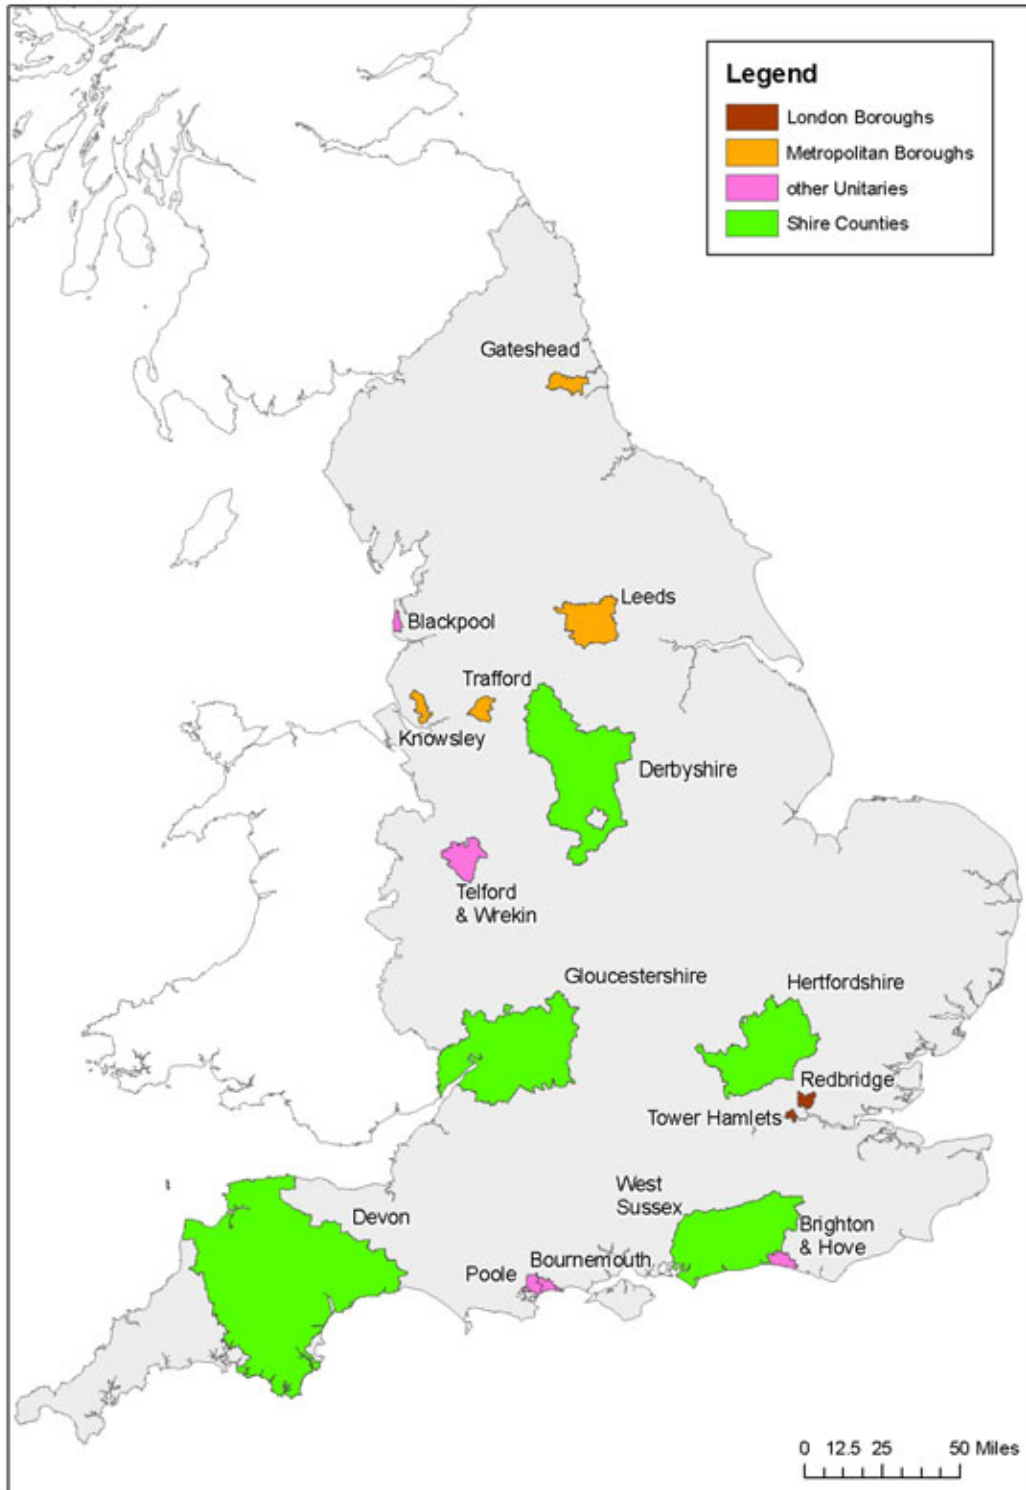 Legend
London Boroughs
Metropolitan Boroughs
other Unitaries
Shire Counties
Gateshead
Leeds
Blackpool
Trafford
Knowsley
Derbyshire
Telford
& Wrekin
Gloucestershire
Hertfordshire
Redbridge
Tower Hamlets
West
Sussex
Devon
Brighton
& Hove
Bournemouth
Poole
0 12.5 25 50 Miles